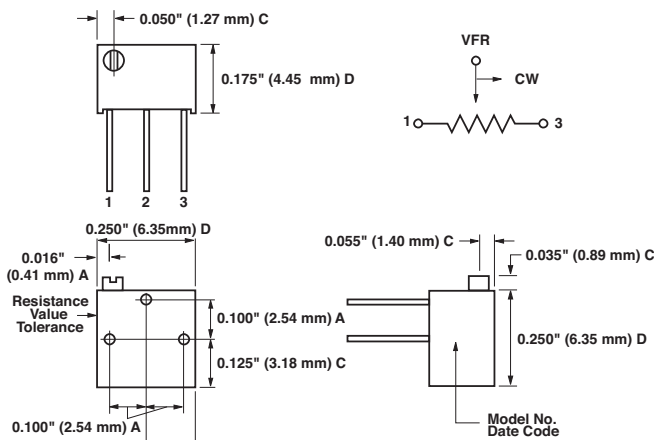 0.050" (1.27 mm) C
0.175" (4.45 mm) D
1 2 3
VFR
CW
1 3
0.250" (6.35mm) D
0.016"
(0.41 mm) A
Resistance
Value
Tolerance
0.100" (2.54 mm) A
0.125" (3.18 mm) C
0.100" (2.54 mm) A
0.055" (1.40 mm) C
0.035" (0.89 mm) C
0.250" (6.35 mm) D
Model No.
Date Code